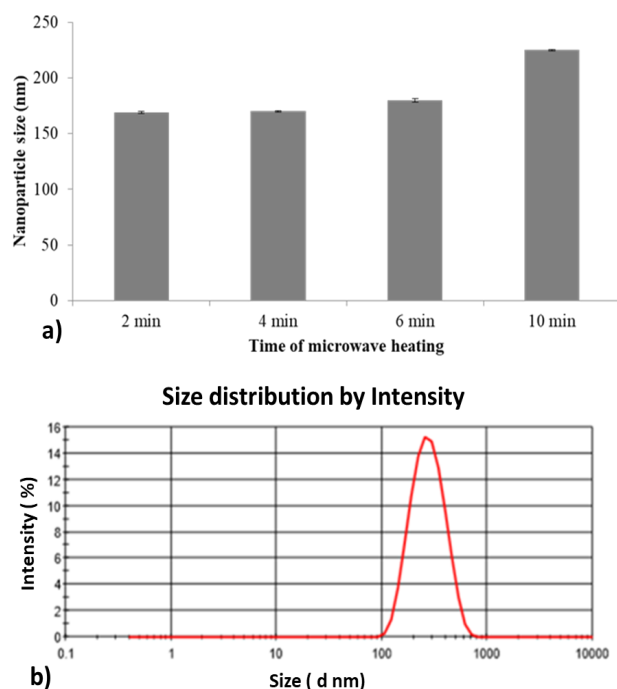 250
200
150
100
50
0
Nanoparticle size (nm)
2 min 4 min 6 min 10 min
a)
Time of microwave heating
Size distribution by Intensity
16
14
12
10
8
6
4
2
0
Intensity ( %)
0.1 1 10 100 1000 10000
b)
Size ( d nm)